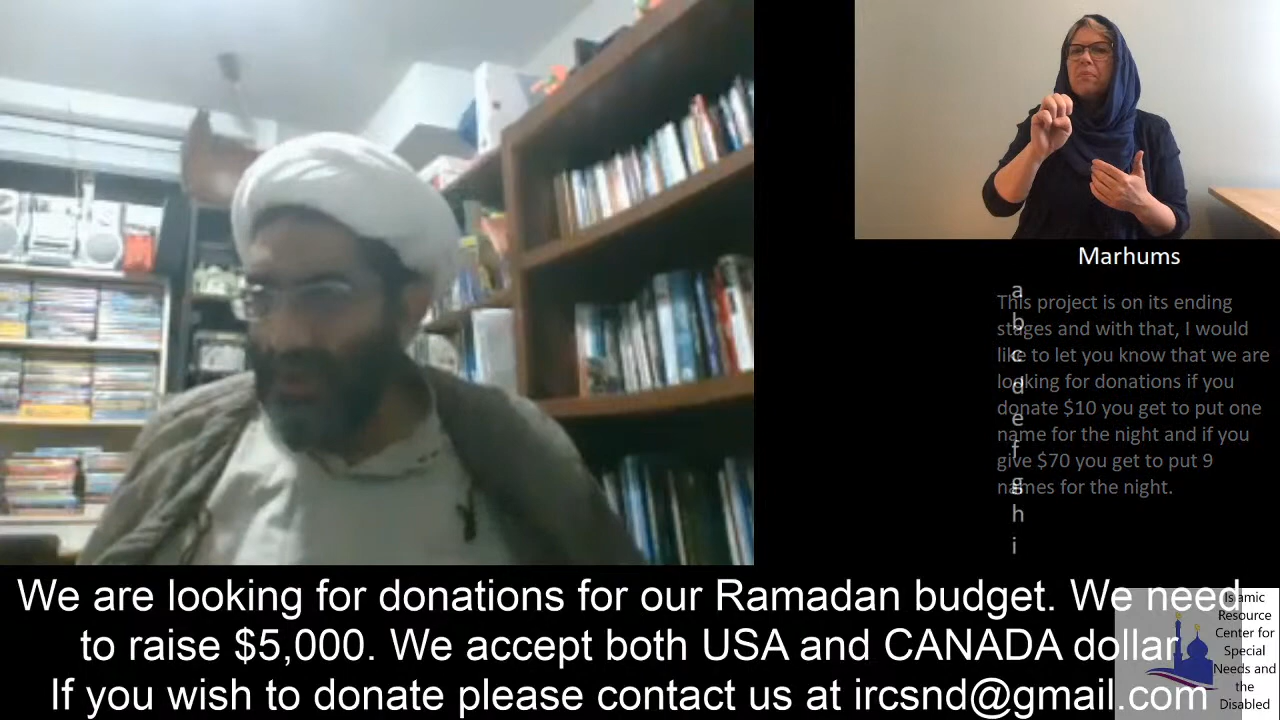 Marhums
a
b
c
d
e
f
g
h
i
This project is on its ending
stages and with that, I would
like to let you know that we are
looking for donations if you
donate $10 you get to put one
name for the night and if you
give $70 you get to put 9
names for the night.
We are looking for donations for our Ramadan budget. We need
to raise $5,000. We accept both USA and CANADA dollar
If you wish to donate please contact us at ircsnd@gmail.com
Islamic
Resource
Center for
Special
Needs and
the
Disabled